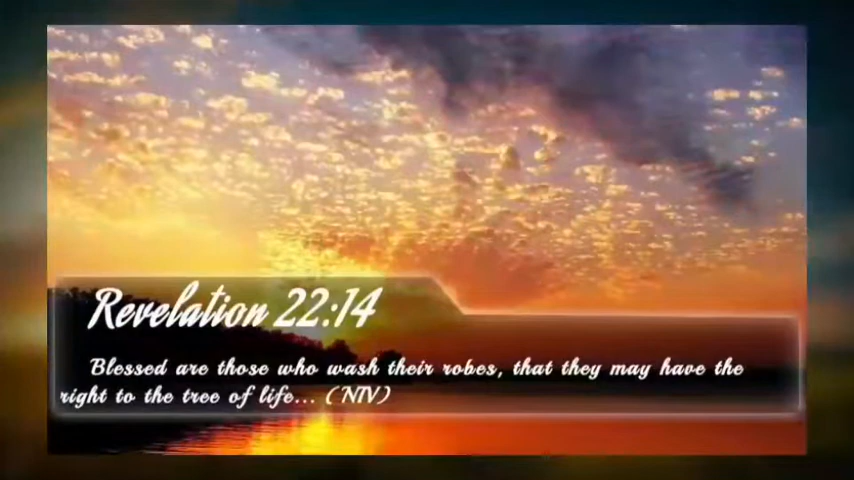 Revelation 22:14
Blessed are those who wash their robes, that they may have the
right to the tree of life... (NIV)